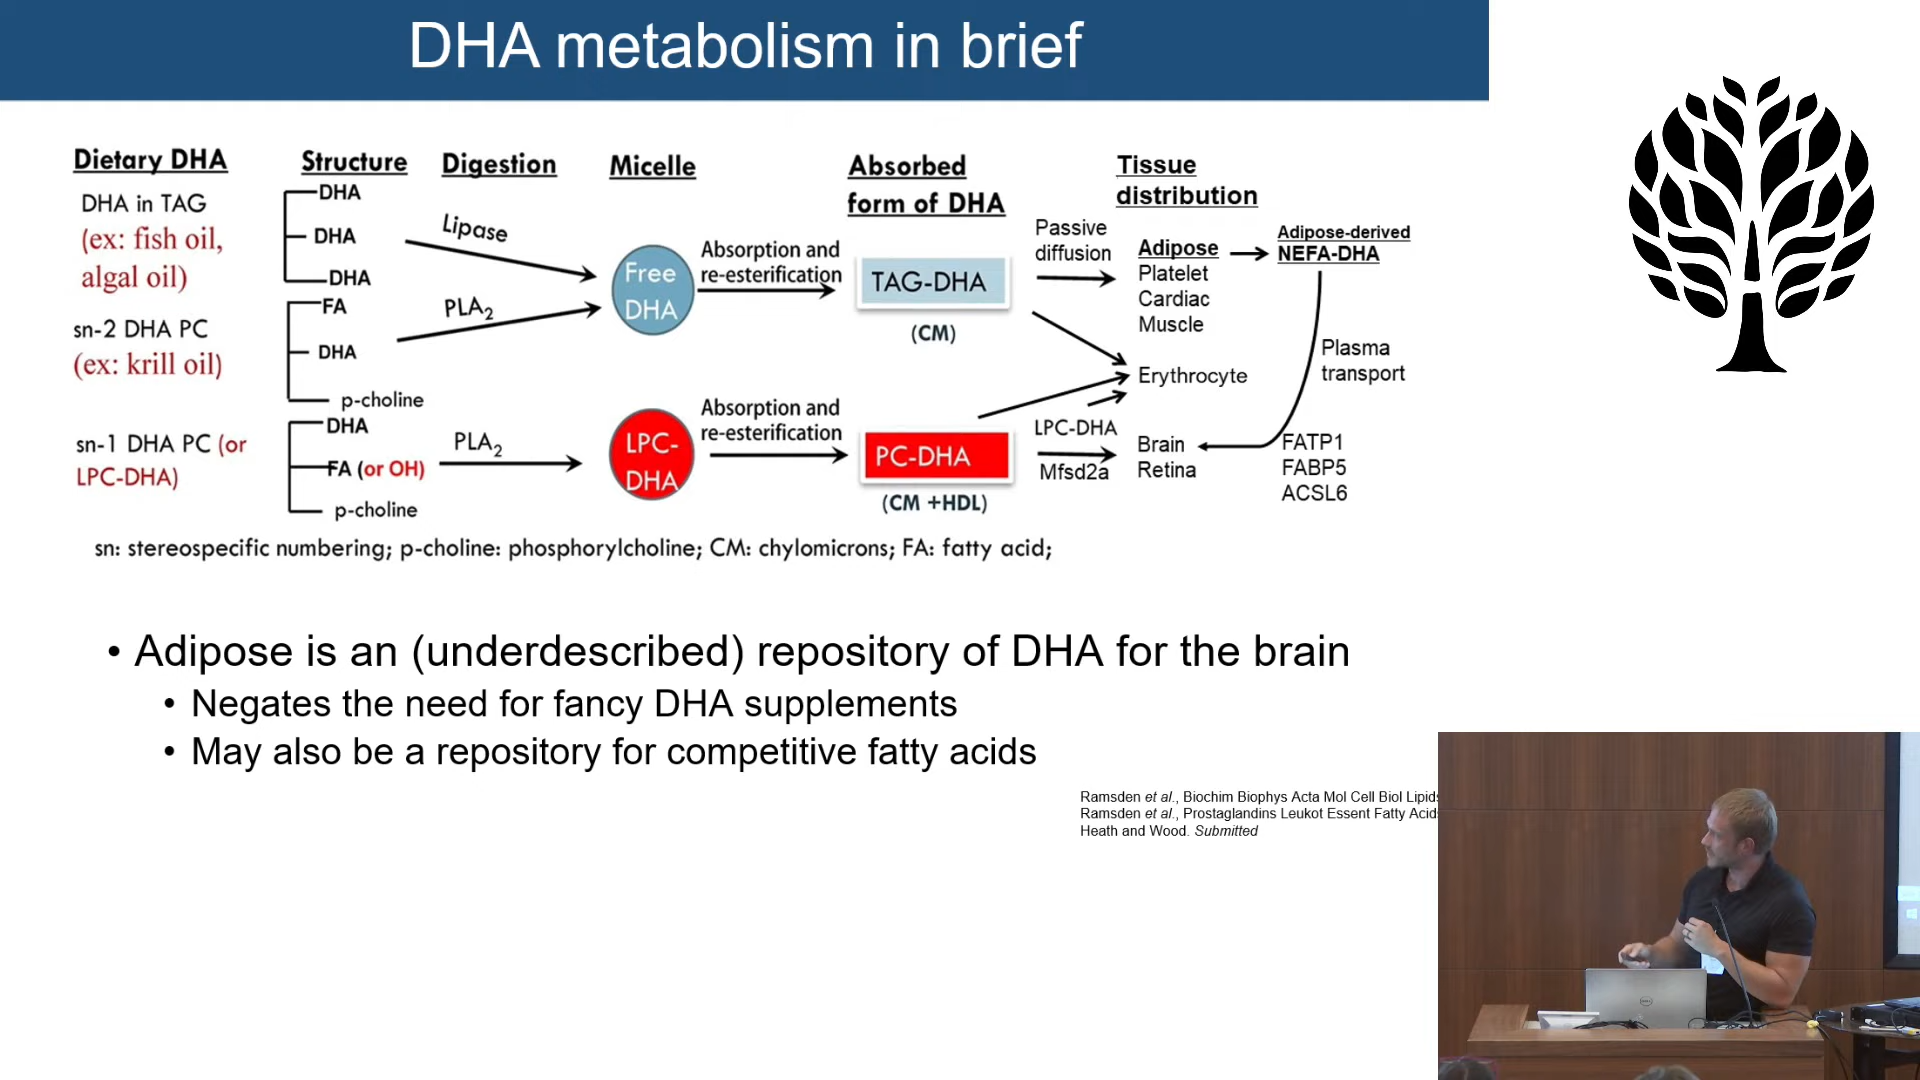 DHA metabolism in brief
Dietary DHA
Structure
Digestion
Micelle
Absorbed
form of DHA
Tissue
distribution
DHA in TAG
(ex: fish oil,
algal oil)
DHA
DHA
DHA
Lipase
Free
DHA
Absorption and
re-esterification
TAG-DHA
(CM)
Passive
diffusion
Adipose
Platelet
Cardiac
Muscle
Adipose-derived
NEFA-DHA
sn-2 DHA PC
(ex: krill oil)
FA
DHA
p-choline
PLA2
Erythrocyte
Plasma
transport
sn-1 DHA PC (or
LPC-DHA)
DHA
FA (or OH)
p-choline
PLA2
LPC-
DHA
Absorption and
re-esterification
PC-DHA
(CM +HDL)
LPC-DHA
Mfsd2a
Brain
Retina
FATP1
FABP5
ACSL6
sn: stereospecific numbering; p-choline: phosphorylcholine; CM: chylomicrons; FA: fatty acid;
• Adipose is an (underdescribed) repository of DHA for the brain
• Negates the need for fancy DHA supplements
• May also be a repository for competitive fatty acids
Ramsden et al., Biochim Biophys Acta Mol Cell Biol Lipids
Ramsden et al., Prostaglandins Leukot Essent Fatty Acids
Heath and Wood. Submitted
DELL